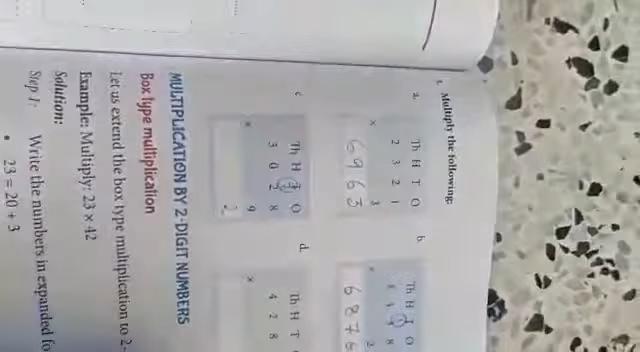 1. Multiply the following:
a. Th H T O
2 3 2 1
× 3
6 9 6 3
b. Th H T O
8
× 2
6 8 7 6
c. Th H T O
3 0 2 8
× 9
2
d. Th H T
4 2 8
×
MULTIPLICATION BY 2-DIGIT NUMBERS
Box type multiplication
Let us extend the box type multiplication to 2-
Example: Multiply: 23 × 42
Solution:
Step 1: Write the numbers in expanded fo
• 23 = 20 + 3